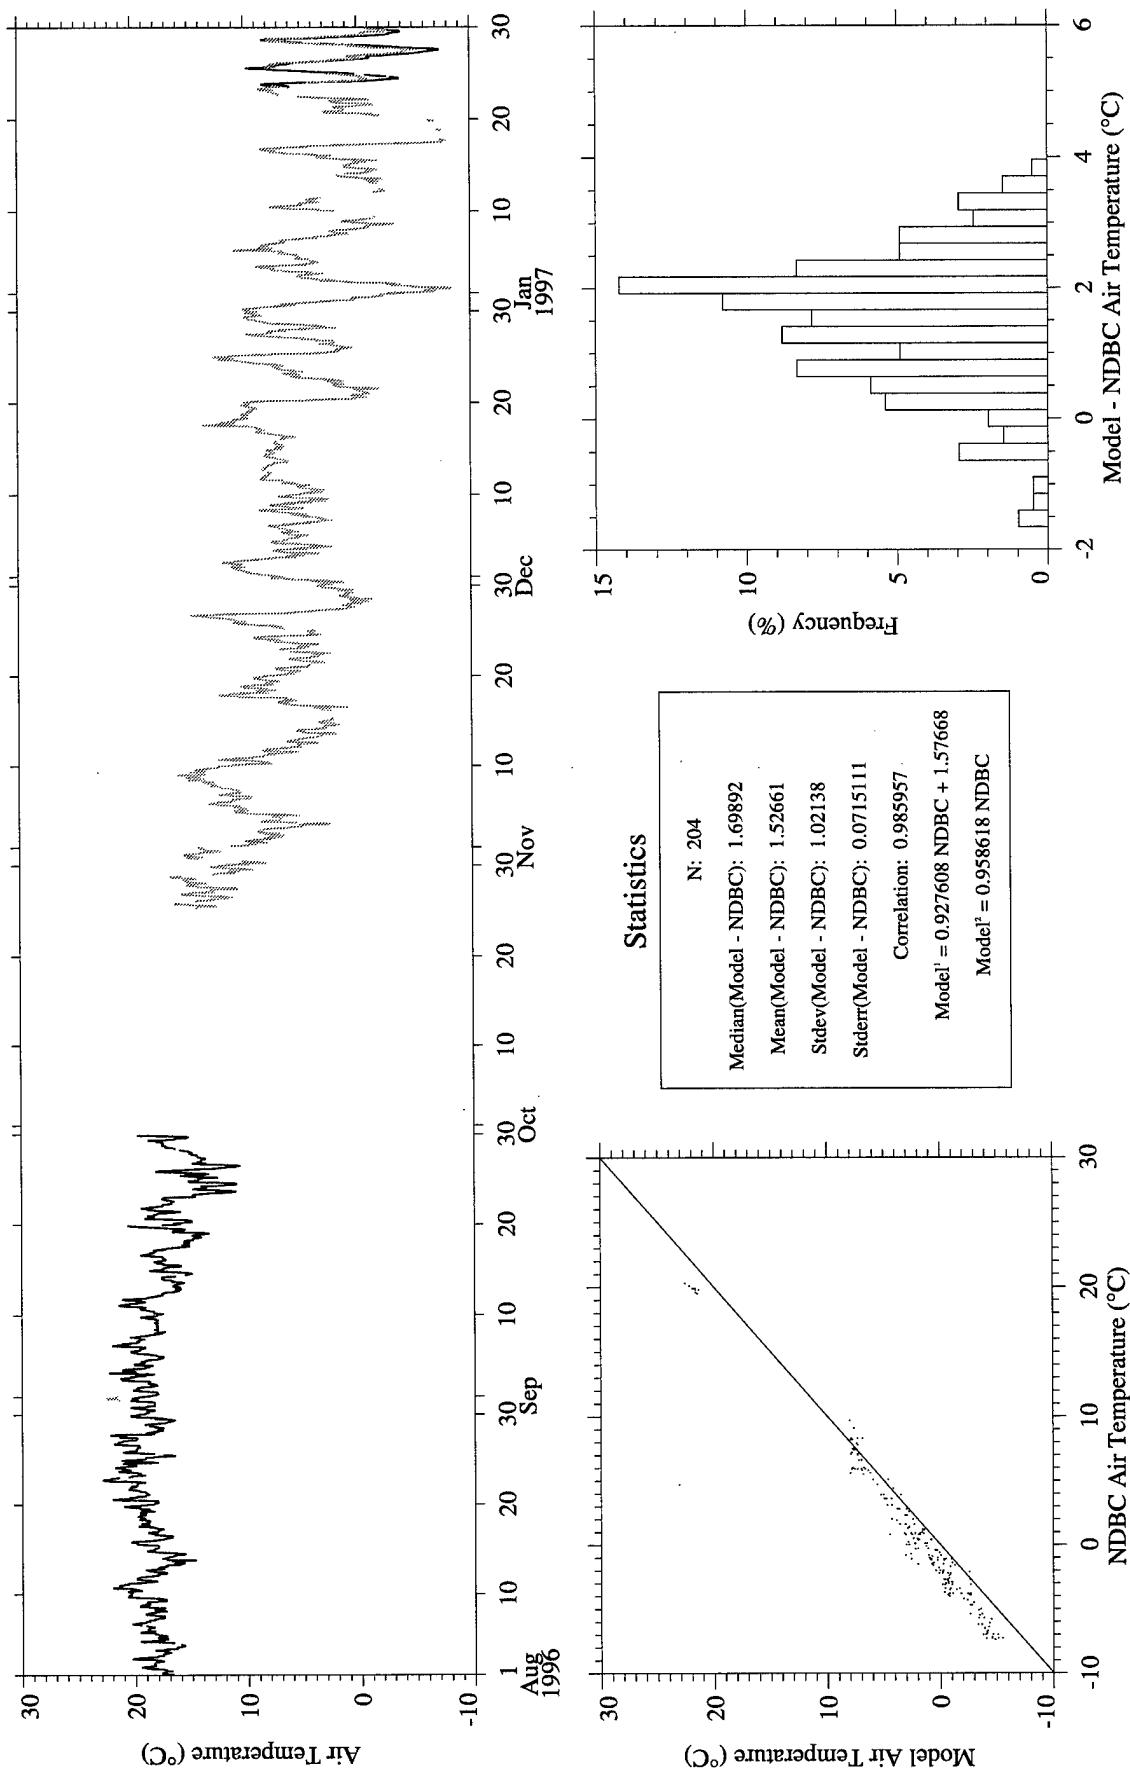 Air Temperature (°C)
30
20
10
0
-10
1
10
20
30
10
20
30
10
20
30
10
20
30
10
20
30
10
20
30
Aug
1996
Sep
Oct
Nov
Dec
Jan
1997
Model Air Temperature (°C)
30
20
10
0
-10
-10
0
10
20
30
NDBC Air Temperature (°C)
Statistics
N: 204
Median(Model - NDBC): 1.69892
Mean(Model - NDBC): 1.52661
Stdev(Model - NDBC): 1.02138
Stderr(Model - NDBC): 0.0715111
Correlation: 0.985957
Model¹ = 0.927608 NDBC + 1.57668
Model² = 0.958618 NDBC
Frequency (%)
15
10
5
0
-2
0
2
4
6
Model - NDBC Air Temperature (°C)